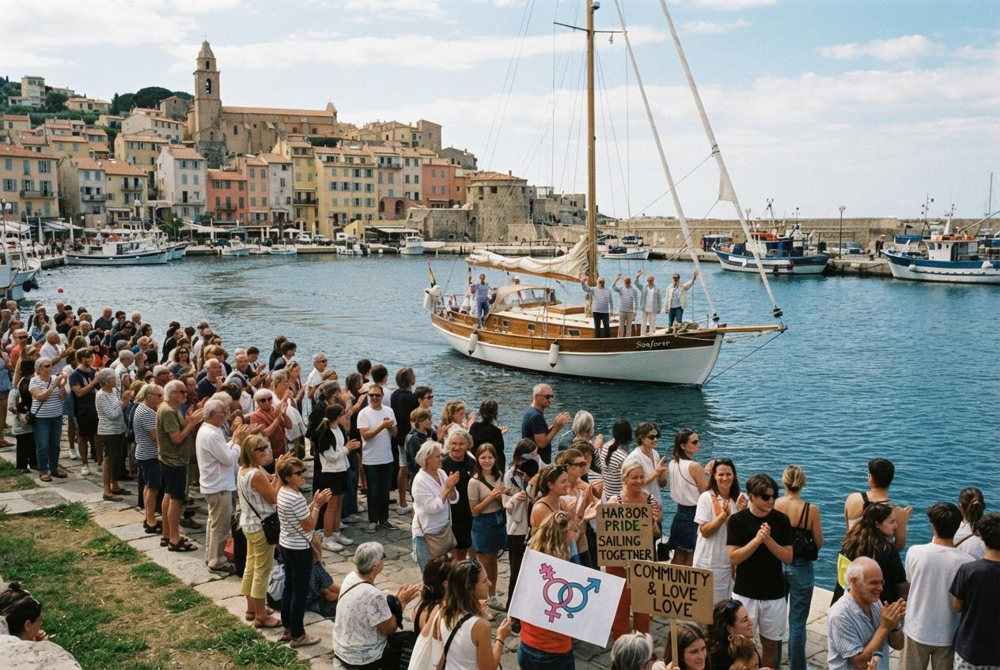 Seaforer
HARBOR
PRIDE-
SAILING
TOGETHER
COMMUNITY
& LOVE
LOVE